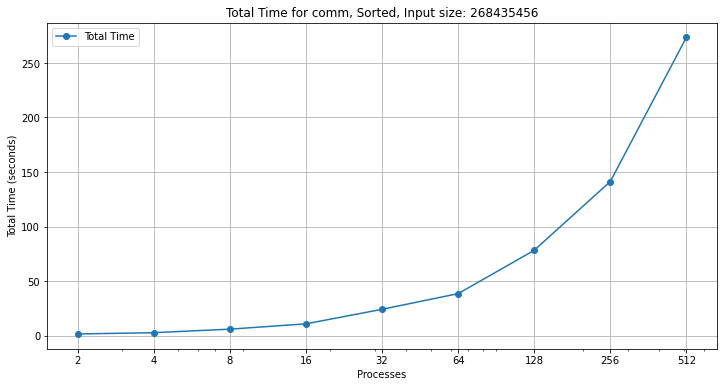 Total Time for comm, Sorted, Input size: 268435456
Total Time
Total Time (seconds)
250
200
150
100
50
0
2 4 8 16 32 64 128 256 512
Processes